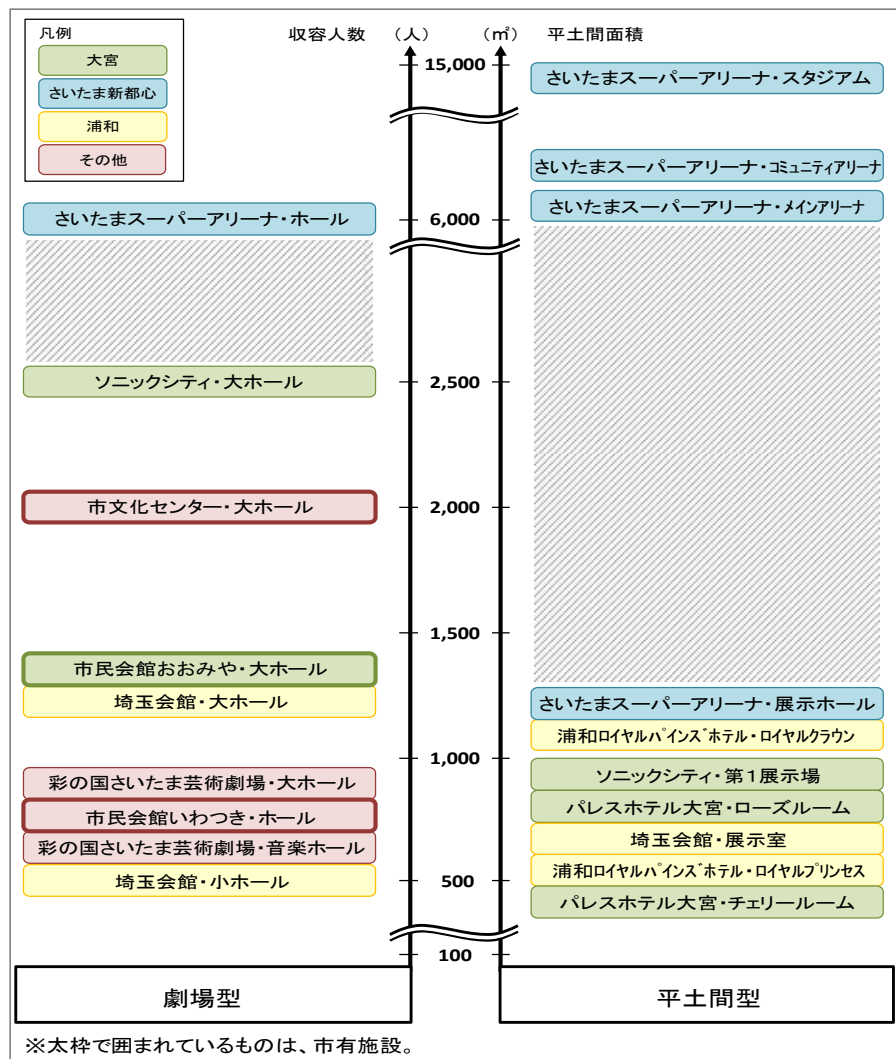 凡例
大宮
さいたま新都心
浦和
その他
収容人数 （人） （㎡） 平土間面積
15,000
6,000
2,500
2,000
1,500
1,000
500
100
さいたまスーパーアリーナ・ホール
ソニックシティ・大ホール
市文化センター・大ホール
市民会館おおみや・大ホール
埼玉会館・大ホール
彩の国さいたま芸術劇場・大ホール
市民会館いわつき・ホール
彩の国さいたま芸術劇場・音楽ホール
埼玉会館・小ホール
さいたまスーパーアリーナ・スタジアム
さいたまスーパーアリーナ・コミュニティアリーナ
さいたまスーパーアリーナ・メインアリーナ
さいたまスーパーアリーナ・展示ホール
浦和ロイヤルパインズホテル・ロイヤルクラウン
ソニックシティ・第１展示場
パレスホテル大宮・ローズルーム
埼玉会館・展示室
浦和ロイヤルパインズホテル・ロイヤルプリンセス
パレスホテル大宮・チェリールーム
劇場型
平土間型
※太枠で囲まれているものは、市有施設。